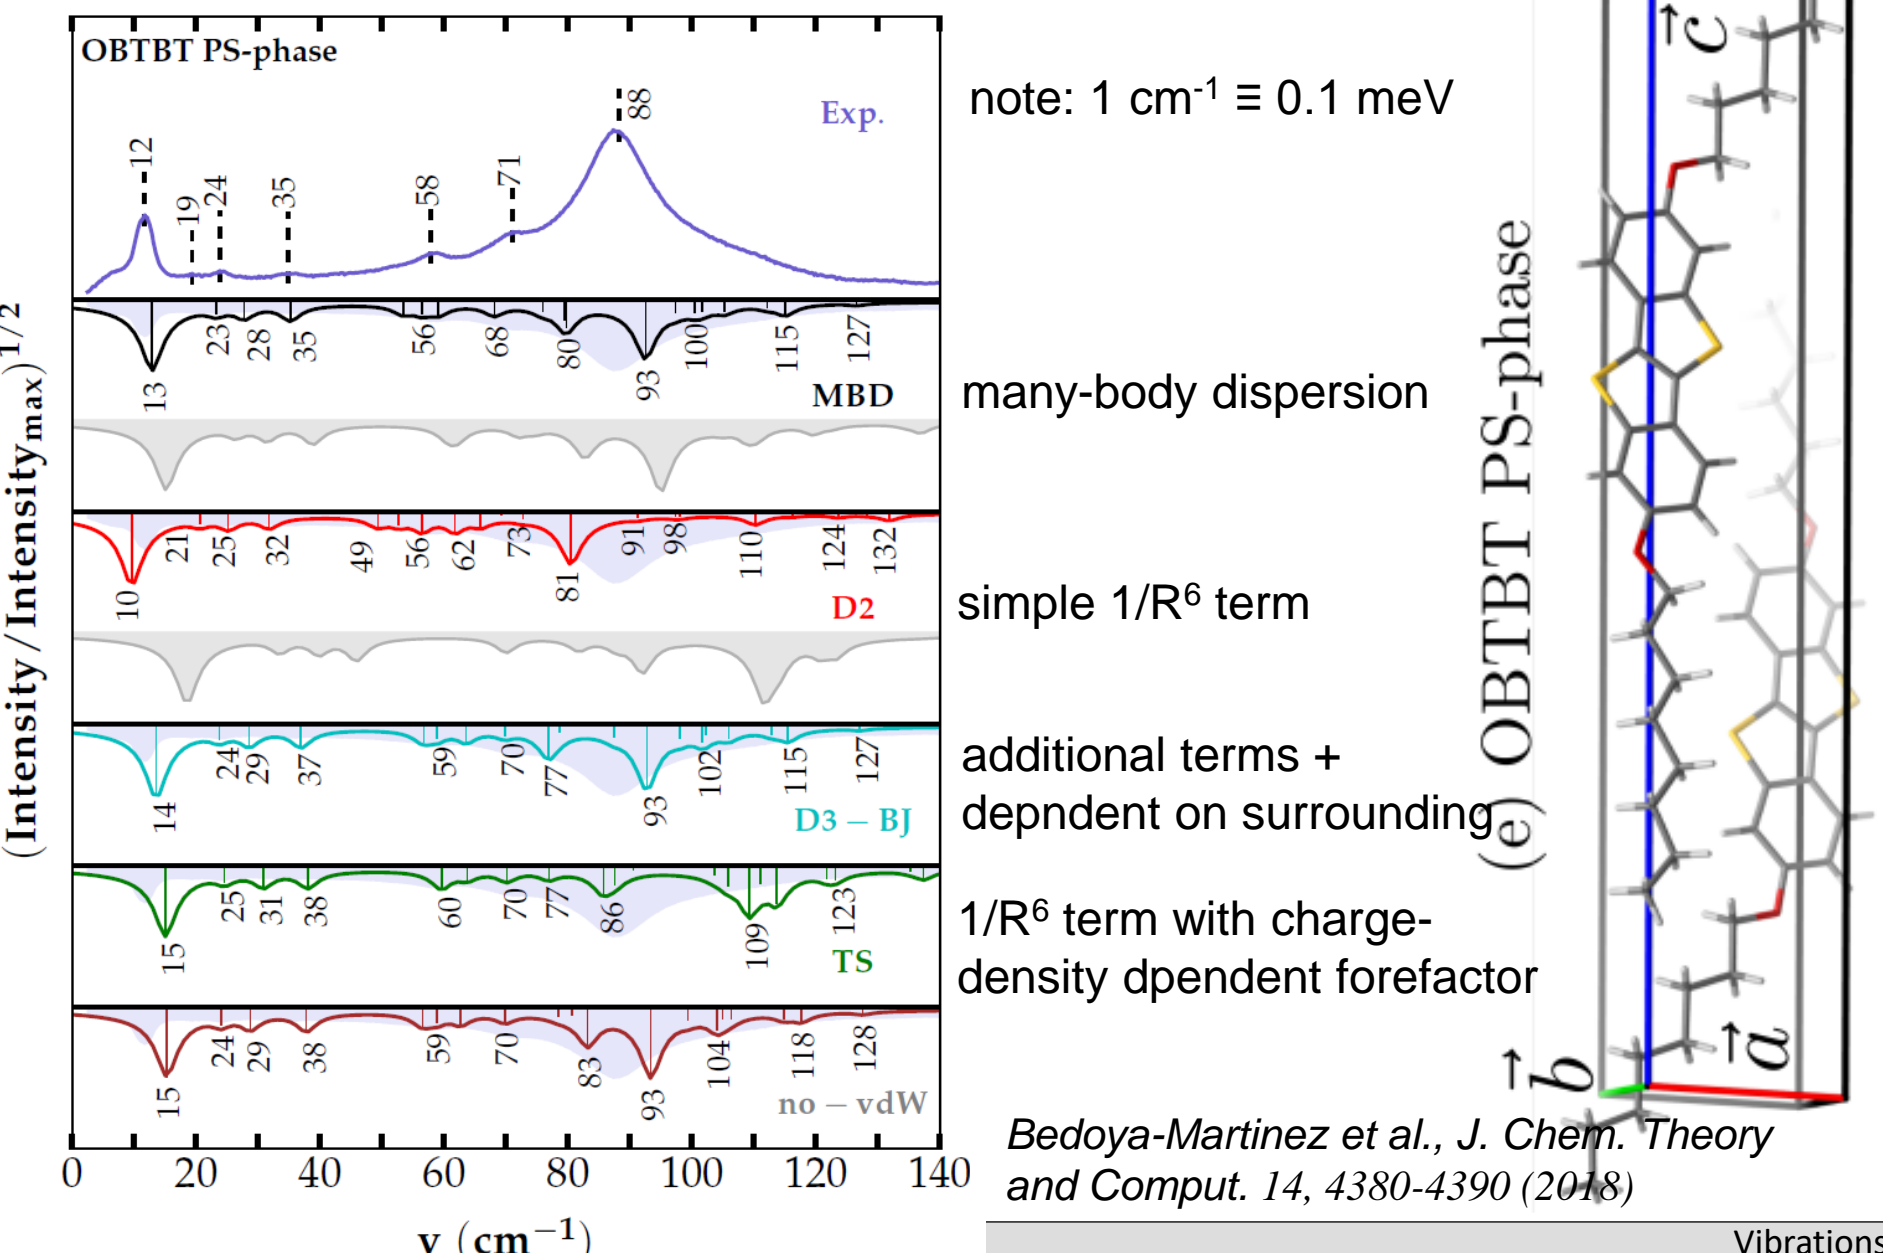 OBTBT PS-phase
Exp.
12
19
24
35
58
71
88
13
23
28
35
56
68
80
93
100
115
127
MBD
10
21
25
32
49
56
62
73
81
91
98
110
124
132
D2
14
24
29
37
59
70
77
93
102
115
127
D3 – BJ
15
25
31
38
60
70
77
86
109
123
TS
15
24
29
38
59
70
83
93
104
118
128
no – vdW
0 20 40 60 80 100 120 140
ν (cm⁻¹)
(Intensity/Intensity_max)^1/2
note: 1 cm⁻¹ ≡ 0.1 meV
many-body dispersion
simple 1/R⁶ term
additional terms +
depndent on surrounding
1/R⁶ term with charge-
density dpendent forefactor
(e) OBTBT PS-phase
c
b
a
Bedoya-Martinez et al., J. Chem. Theory
and Comput. 14, 4380-4390 (2018)
Vibrations